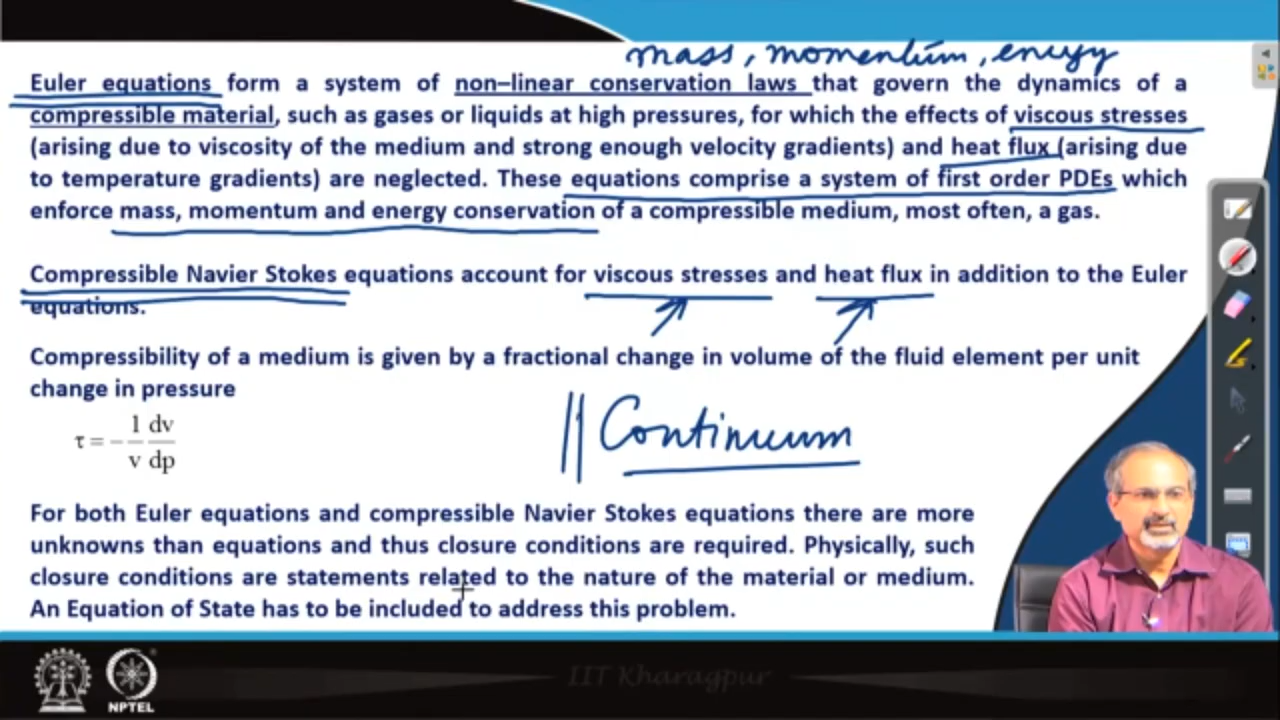 mass, momentum, energy
Euler equations form a system of non–linear conservation laws that govern the dynamics of a
compressible material, such as gases or liquids at high pressures, for which the effects of viscous stresses
(arising due to viscosity of the medium and strong enough velocity gradients) and heat flux (arising due
to temperature gradients) are neglected. These equations comprise a system of first order PDEs which
enforce mass, momentum and energy conservation of a compressible medium, most often, a gas.
Compressible Navier Stokes equations account for viscous stresses and heat flux in addition to the Euler
equations.
Compressibility of a medium is given by a fractional change in volume of the fluid element per unit
change in pressure
τ = - 1/v dv/dp
Continuum
For both Euler equations and compressible Navier Stokes equations there are more
unknowns than equations and thus closure conditions are required. Physically, such
closure conditions are statements related to the nature of the material or medium.
An Equation of State has to be included to address this problem.
IIT Kharagpur
NPTEL